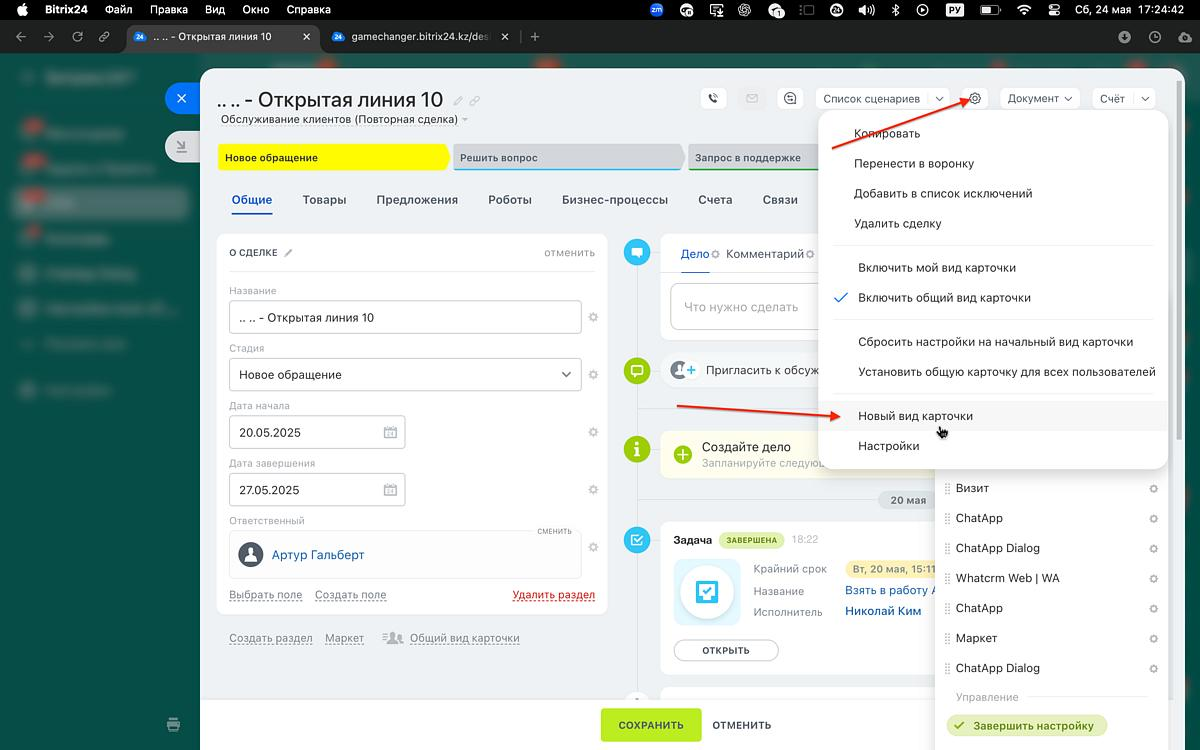 Bitrix24 Файл Правка Вид Окно Справка
zm
РУ
Сб, 24 мая 17:24:42
24 .. .. - Открытая линия 10
24 gamechanger.bitrix24.kz/des
.. .. - Открытая линия 10
Обслуживание клиентов (Повторная сделка)
Список сценариев
Документ
Счёт
Новое обращение
Решить вопрос
Запрос в поддержке
Общие
Товары
Предложения
Роботы
Бизнес-процессы
Счета
Связи
Копировать
Перенести в воронку
Добавить в список исключений
Удалить сделку
Включить мой вид карточки
Включить общий вид карточки
Сбросить настройки на начальный вид карточки
Установить общую карточку для всех пользователей
Новый вид карточки
Настройки
О СДЕЛКЕ
ОТМЕНИТЬ
Название
.. .. - Открытая линия 10
Стадия
Новое обращение
Дата начала
20.05.2025
Дата завершения
27.05.2025
Ответственный
СМЕНИТЬ
Артур Гальберт
Выбрать поле
Создать поле
Удалить раздел
Создать раздел
Маркет
Общий вид карточки
Дело
Комментарий
Что нужно сделать
Пригласить к обсуж
Создайте дело
Запланируйте следующ
20 мая
Задача
ЗАВЕРШЕНА
18:22
Крайний срок
Вт, 20 мая, 15:11
Название
Взять в работу
Исполнитель
Николай Ким
ОТКРЫТЬ
Визит
ChatApp
ChatApp Dialog
Whatcrm Web | WA
ChatApp
Маркет
ChatApp Dialog
Управление
Завершить настройку
СОХРАНИТЬ
ОТМЕНИТЬ